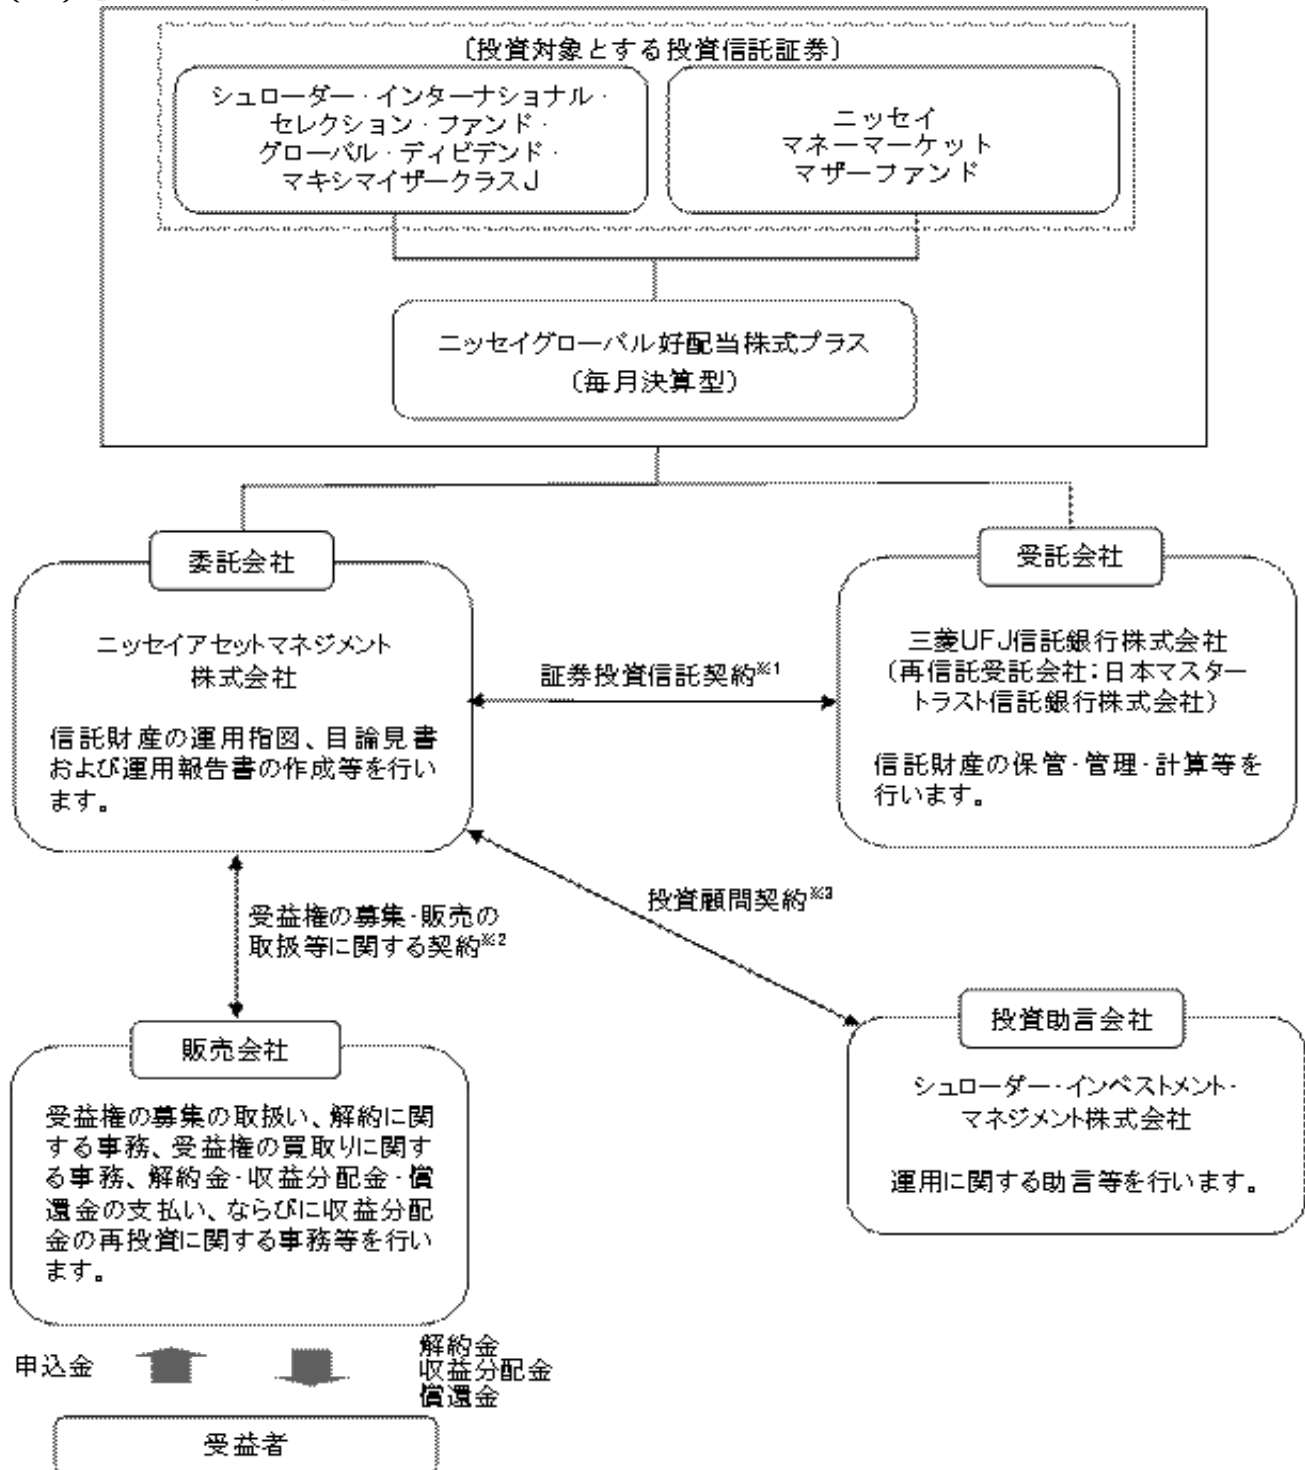 〔投資対象とする投資信託証券〕
シュローダー・インターナショナル・
セレクション・ファンド・
グローバル・ディビデンド・
マキシマイザークラスJ
ニッセイ
マネーマーケット
マザーファンド
ニッセイグローバル好配当株式プラス
（毎月決算型）
委託会社
ニッセイアセットマネジメント
株式会社
信託財産の運用指図、目論見書
および運用報告書の作成等を行い
ます。
証券投資信託契約※1
受託会社
三菱UFJ信託銀行株式会社
（再信託受託会社：日本マスター
トラスト信託銀行株式会社）
信託財産の保管・管理・計算等を
行います。
受益権の募集・販売の
取扱等に関する契約※2
投資顧問契約※3
販売会社
受益権の募集の取扱い、解約に関
する事務、受益権の買取りに関す
る事務、解約金・収益分配金・償
還金の支払い、ならびに収益分配
金の再投資に関する事務等を行い
ます。
投資助言会社
シュローダー・インベストメント・
マネジメント株式会社
運用に関する助言等を行います。
申込金
解約金
収益分配金
償還金
受益者